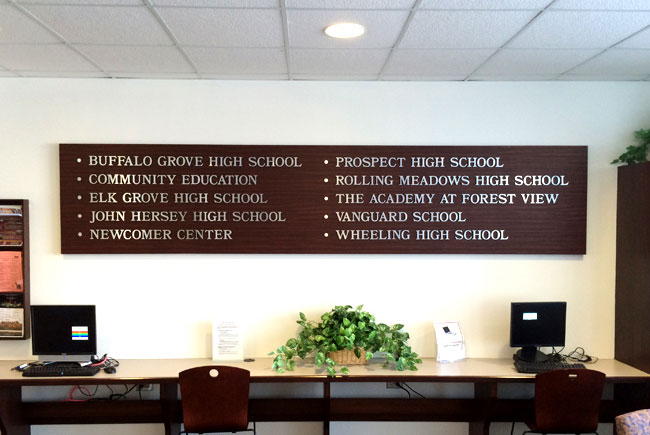 • BUFFALO GROVE HIGH SCHOOL
• COMMUNITY EDUCATION
• ELK GROVE HIGH SCHOOL
• JOHN HERSEY HIGH SCHOOL
• NEWCOMER CENTER
• PROSPECT HIGH SCHOOL
• ROLLING MEADOWS HIGH SCHOOL
• THE ACADEMY AT FOREST VIEW
• VANGUARD SCHOOL
• WHEELING HIGH SCHOOL